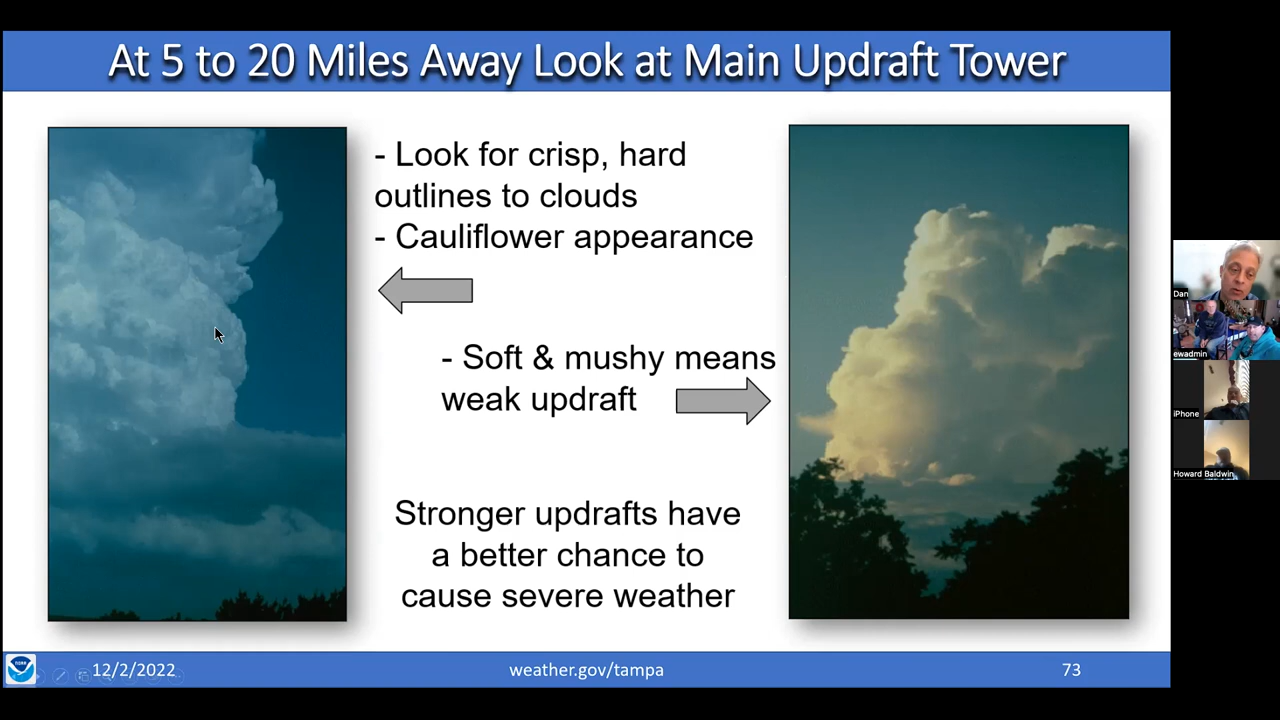 At 5 to 20 Miles Away Look at Main Updraft Tower
- Look for crisp, hard
outlines to clouds
- Cauliflower appearance
- Soft & mushy means
weak updraft
Stronger updrafts have
a better chance to
cause severe weather
12/2/2022
weather.gov/tampa
73
Dan
ewadmin
iPhone
Howard Baldwin